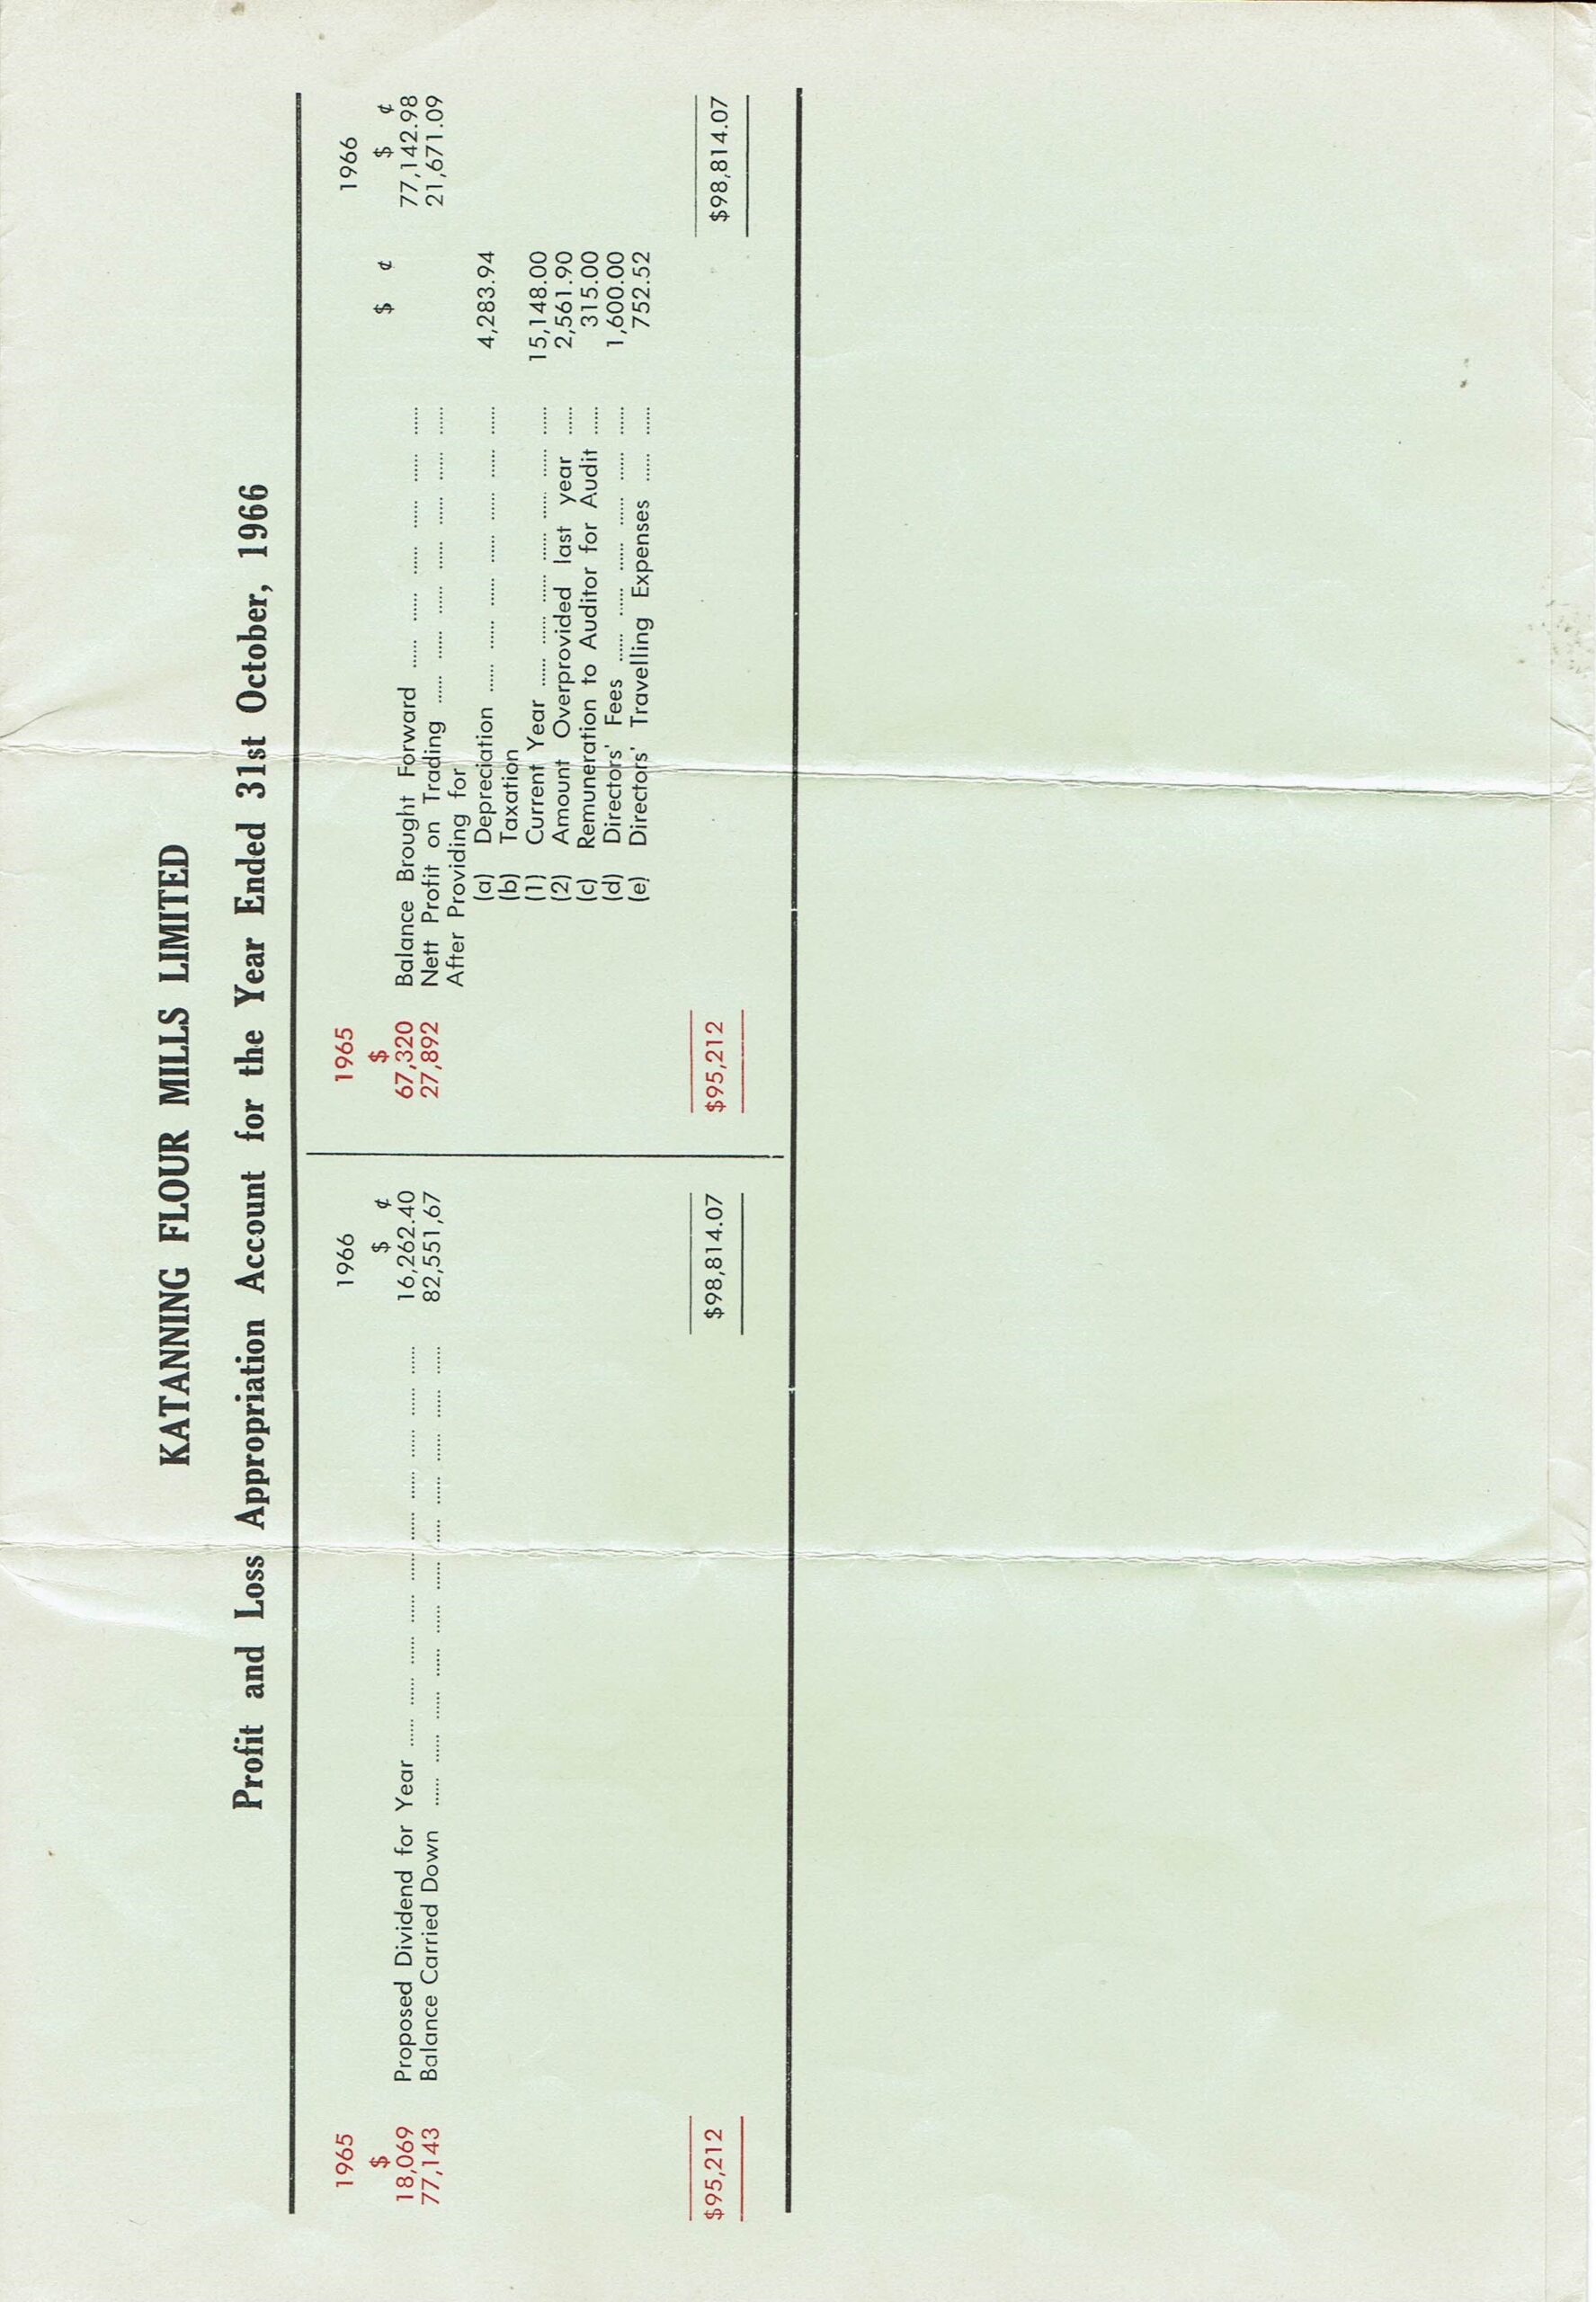 KATANNING FLOUR MILLS LIMITED
Profit and Loss Appropriation Account for the Year Ended 31st October, 1966
1965 1966
$ $ ¢
18,069 Proposed Dividend for Year ...... ...... ...... ...... ...... ...... ...... ...... ...... ...... 16,262.40
77,143 Balance Carried Down ...... ...... ...... ...... ...... ...... ...... ...... ...... ...... ...... 82,551,67
$95,212 $98,814.07
1965 1966
$ $ ¢ $ ¢
67,320 Balance Brought Forward ...... ...... ...... ...... ...... ...... 77,142.98
27,892 Nett Profit on Trading ...... ...... ...... ...... ...... ...... ...... 21,671.09
After Providing for
(a) Depreciation ...... ...... ...... ...... ...... ...... ...... 4,283.94
(b) Taxation
(1) Current Year ...... ...... ...... ...... ...... ...... 15,148.00
(2) Amount Overprovided last year ...... 2,561.90
(c) Remuneration to Auditor for Audit ...... 315.00
(d) Directors' Fees ...... ...... ...... ...... ...... ...... 1,600.00
(e) Directors' Travelling Expenses ...... ...... 752.52
$95,212 $98,814.07